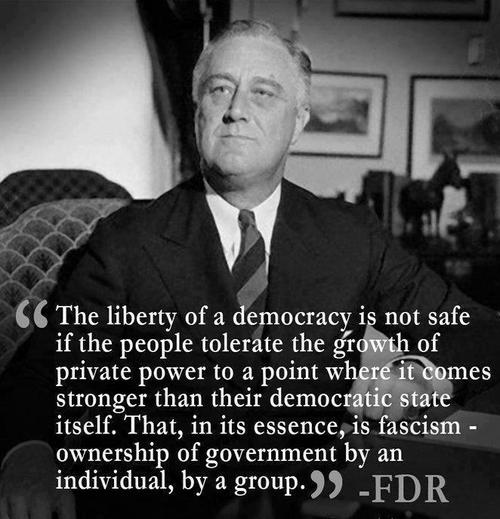 “ The liberty of a democracy is not safe
if the people tolerate the growth of
private power to a point where it comes
stronger than their democratic state
itself. That, in its essence, is fascism -
ownership of government by an
individual, by a group. ” -FDR